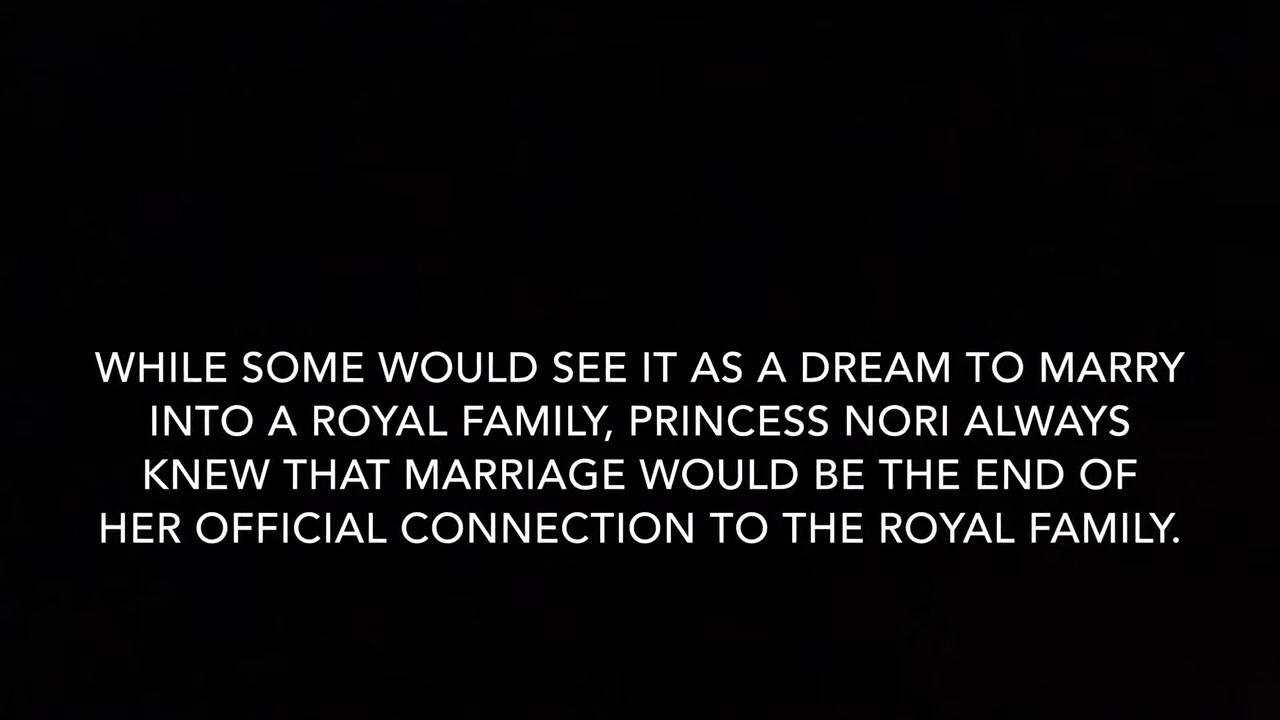 WHILE SOME WOULD SEE IT AS A DREAM TO MARRY
INTO A ROYAL FAMILY, PRINCESS NORI ALWAYS
KNEW THAT MARRIAGE WOULD BE THE END OF
HER OFFICIAL CONNECTION TO THE ROYAL FAMILY.